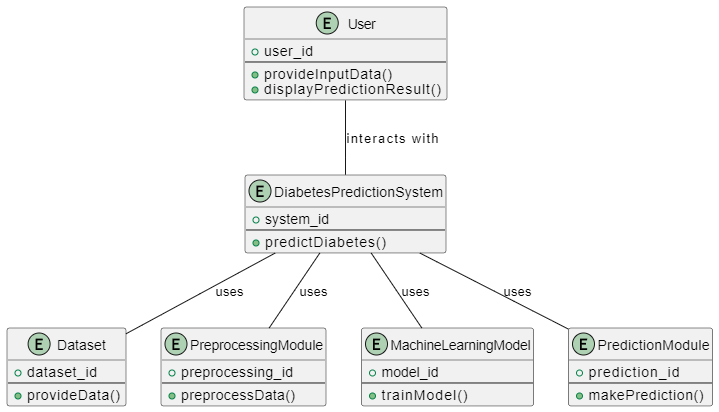 E User
user_id
provideInputData()
displayPredictionResult()
interacts with
E DiabetesPredictionSystem
system_id
predictDiabetes()
uses uses uses uses
E Dataset
dataset_id
provideData()
E PreprocessingModule
preprocessing_id
preprocessData()
E MachineLearningModel
model_id
trainModel()
E PredictionModule
prediction_id
makePrediction()